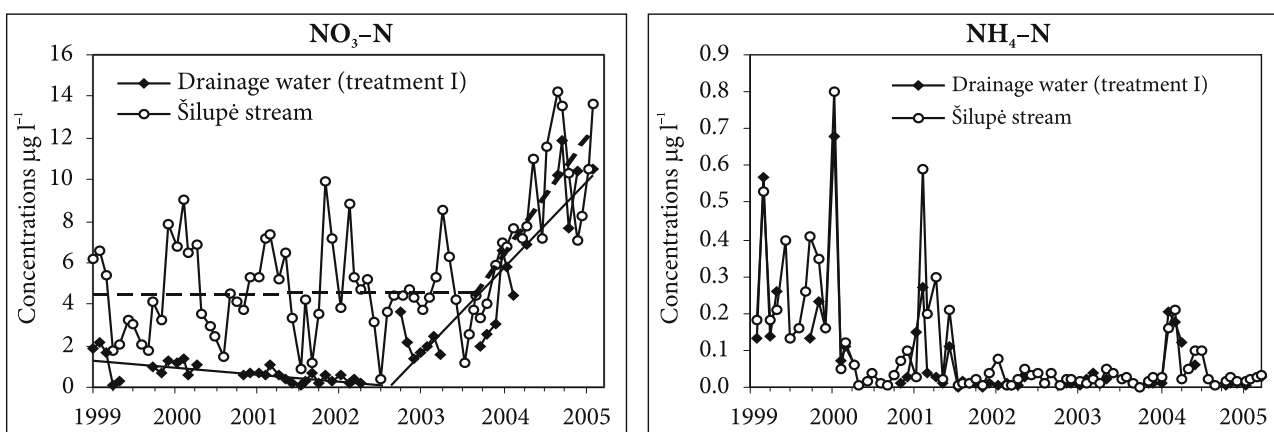 NO₃–N
Concentrations µg l⁻¹
16
14
12
10
8
6
4
2
0
Drainage water (treatment I)
Šilupė stream
1999 2000 2001 2002 2003 2004 2005
NH₄–N
Concentrations µg l⁻¹
0.9
0.8
0.7
0.6
0.5
0.4
0.3
0.2
0.1
0.0
Drainage water (treatment I)
Šilupė stream
1999 2000 2001 2002 2003 2004 2005